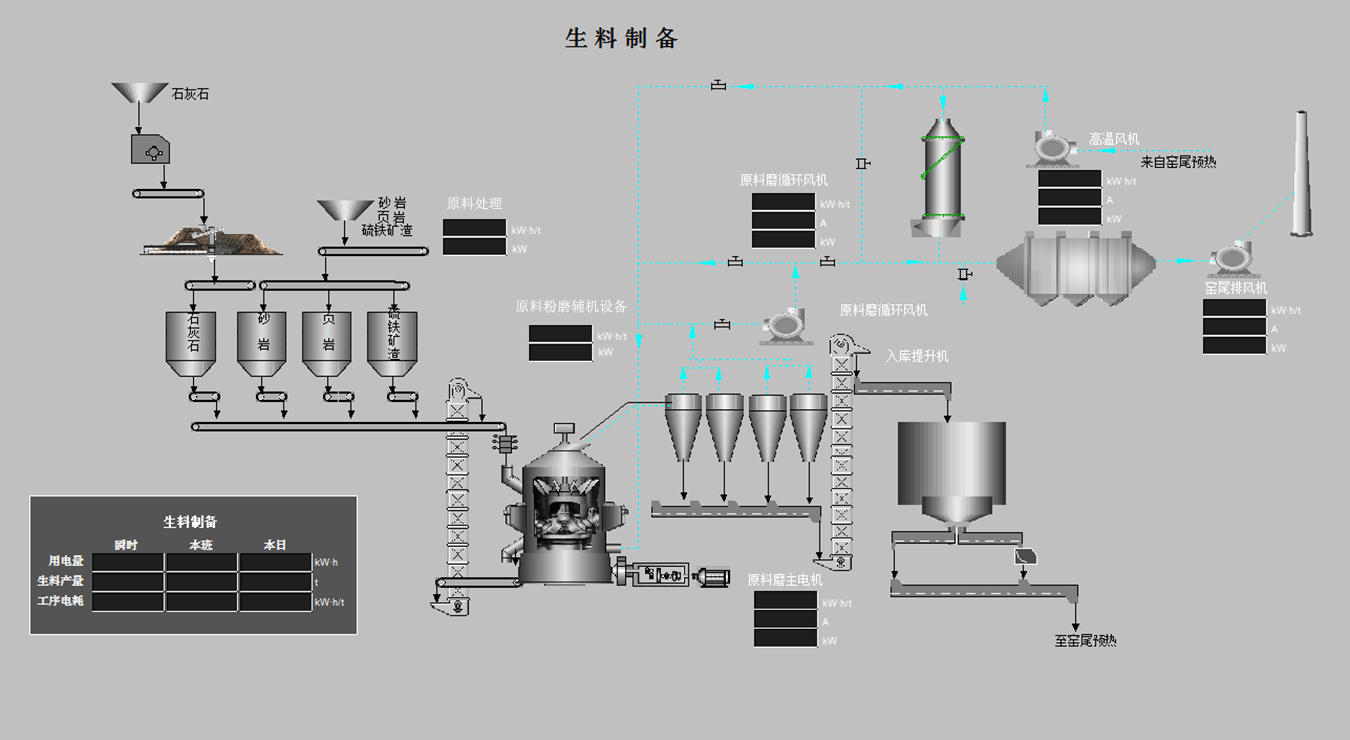 生料制备
石灰石
砂岩
页岩
硫铁矿渣
原料处理
kW·h/t
kW
高温风机
来自窑尾预热
kW·h/t
A
kW
原料磨循环风机
kW·h/t
A
kW
窑尾排风机
kW·h/t
A
kW
原料粉磨辅机设备
kW·h/t
kW
原料磨循环风机
入库提升机
石灰石
砂岩
页岩
硫铁矿渣
生料制备
瞬时 本班 本日
用电量 kW·h
生料产量 t
工序电耗 kW·h/t
原料磨主电机
kW·h/t
A
kW
至窑尾预热